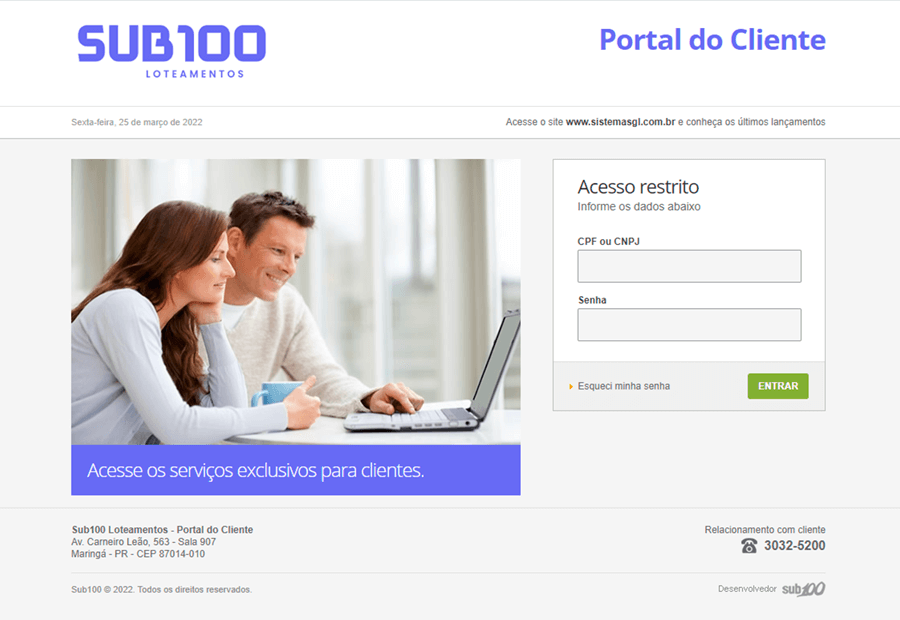 SUB100
LOTEAMENTOS
Portal do Cliente
Sexta-feira, 25 de março de 2022
Acesse o site www.sistemasgl.com.br e conheça os últimos lançamentos
Acesso restrito
Informe os dados abaixo
CPF ou CNPJ
Senha
Esqueci minha senha
ENTRAR
Acesse os serviços exclusivos para clientes.
Sub100 Loteamentos - Portal do Cliente
Av. Carneiro Leão, 563 - Sala 907
Maringá - PR - CEP 87014-010
Relacionamento com cliente
3032-5200
Sub100 © 2022. Todos os direitos reservados.
Desenvolvedor sub100